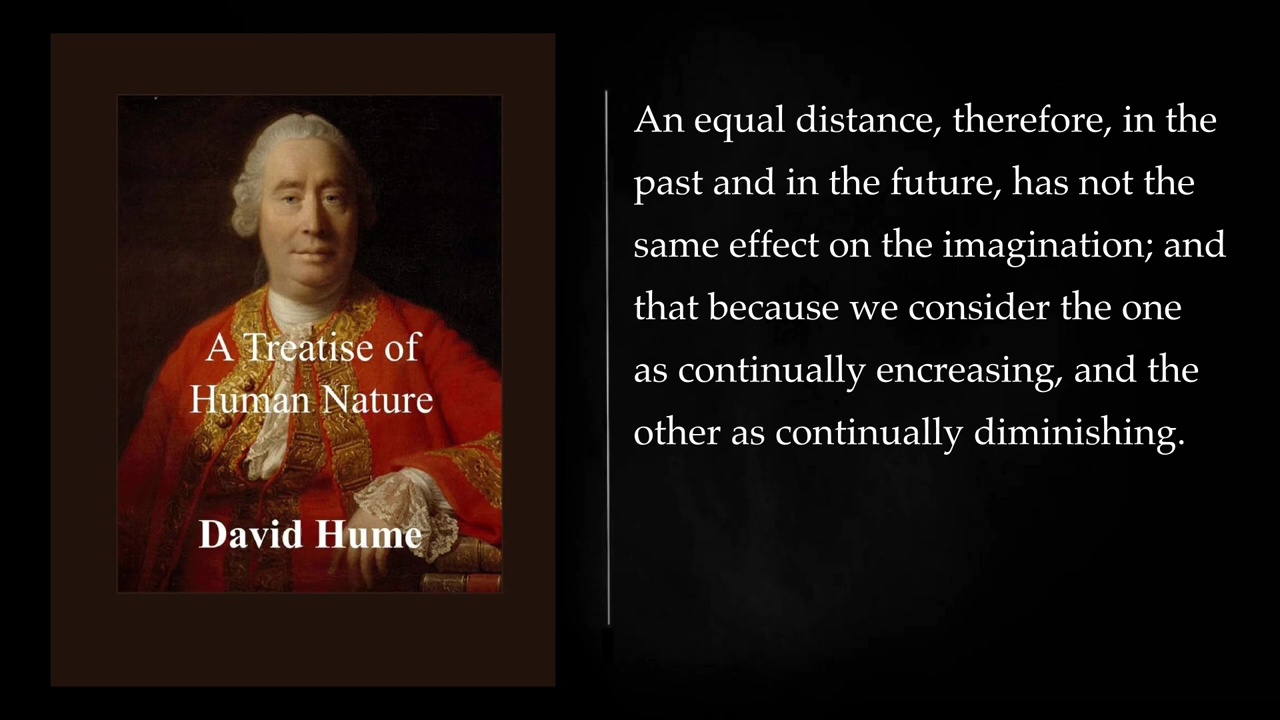 A Treatise of
Human Nature
David Hume
An equal distance, therefore, in the
past and in the future, has not the
same effect on the imagination; and
that because we consider the one
as continually encreasing, and the
other as continually diminishing.